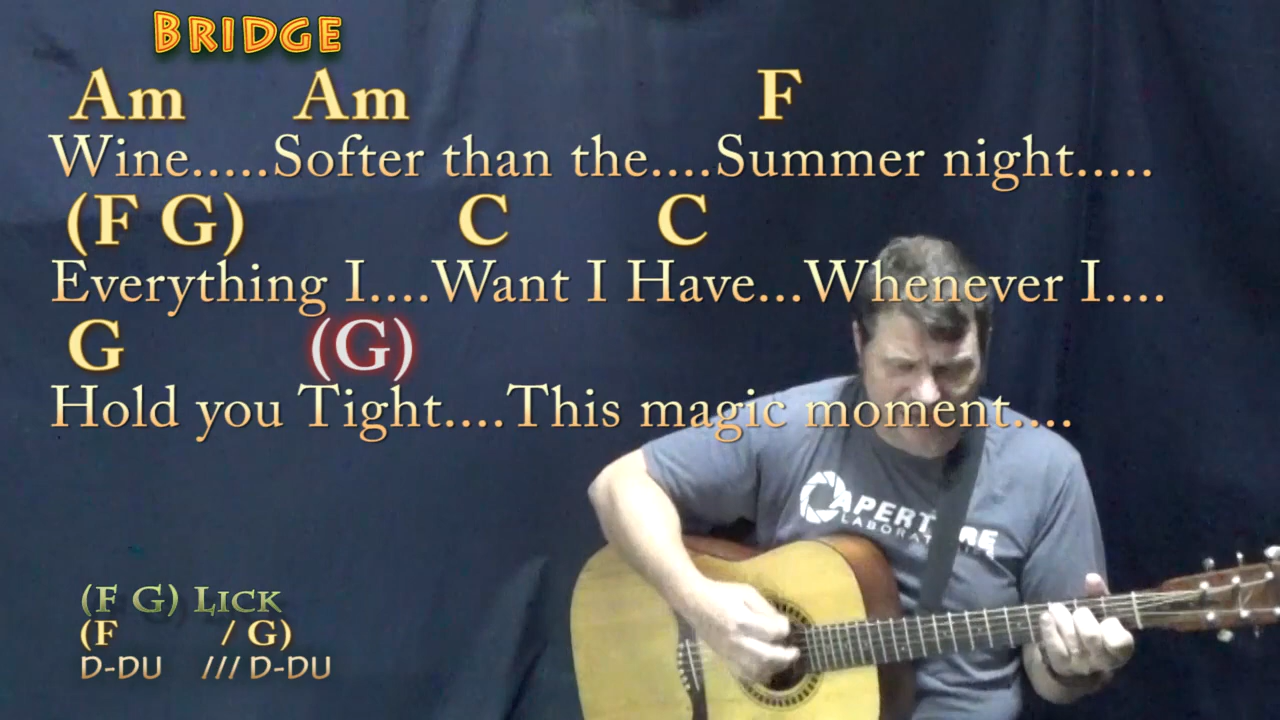 BRIDGE
Am Am F
Wine.....Softer than the....Summer night.....
(F G) C C
Everything I....Want I Have...Whenever I....
G (G)
Hold you Tight....This magic moment....
(F G) LICK
(F / G)
D-DU /// D-DU